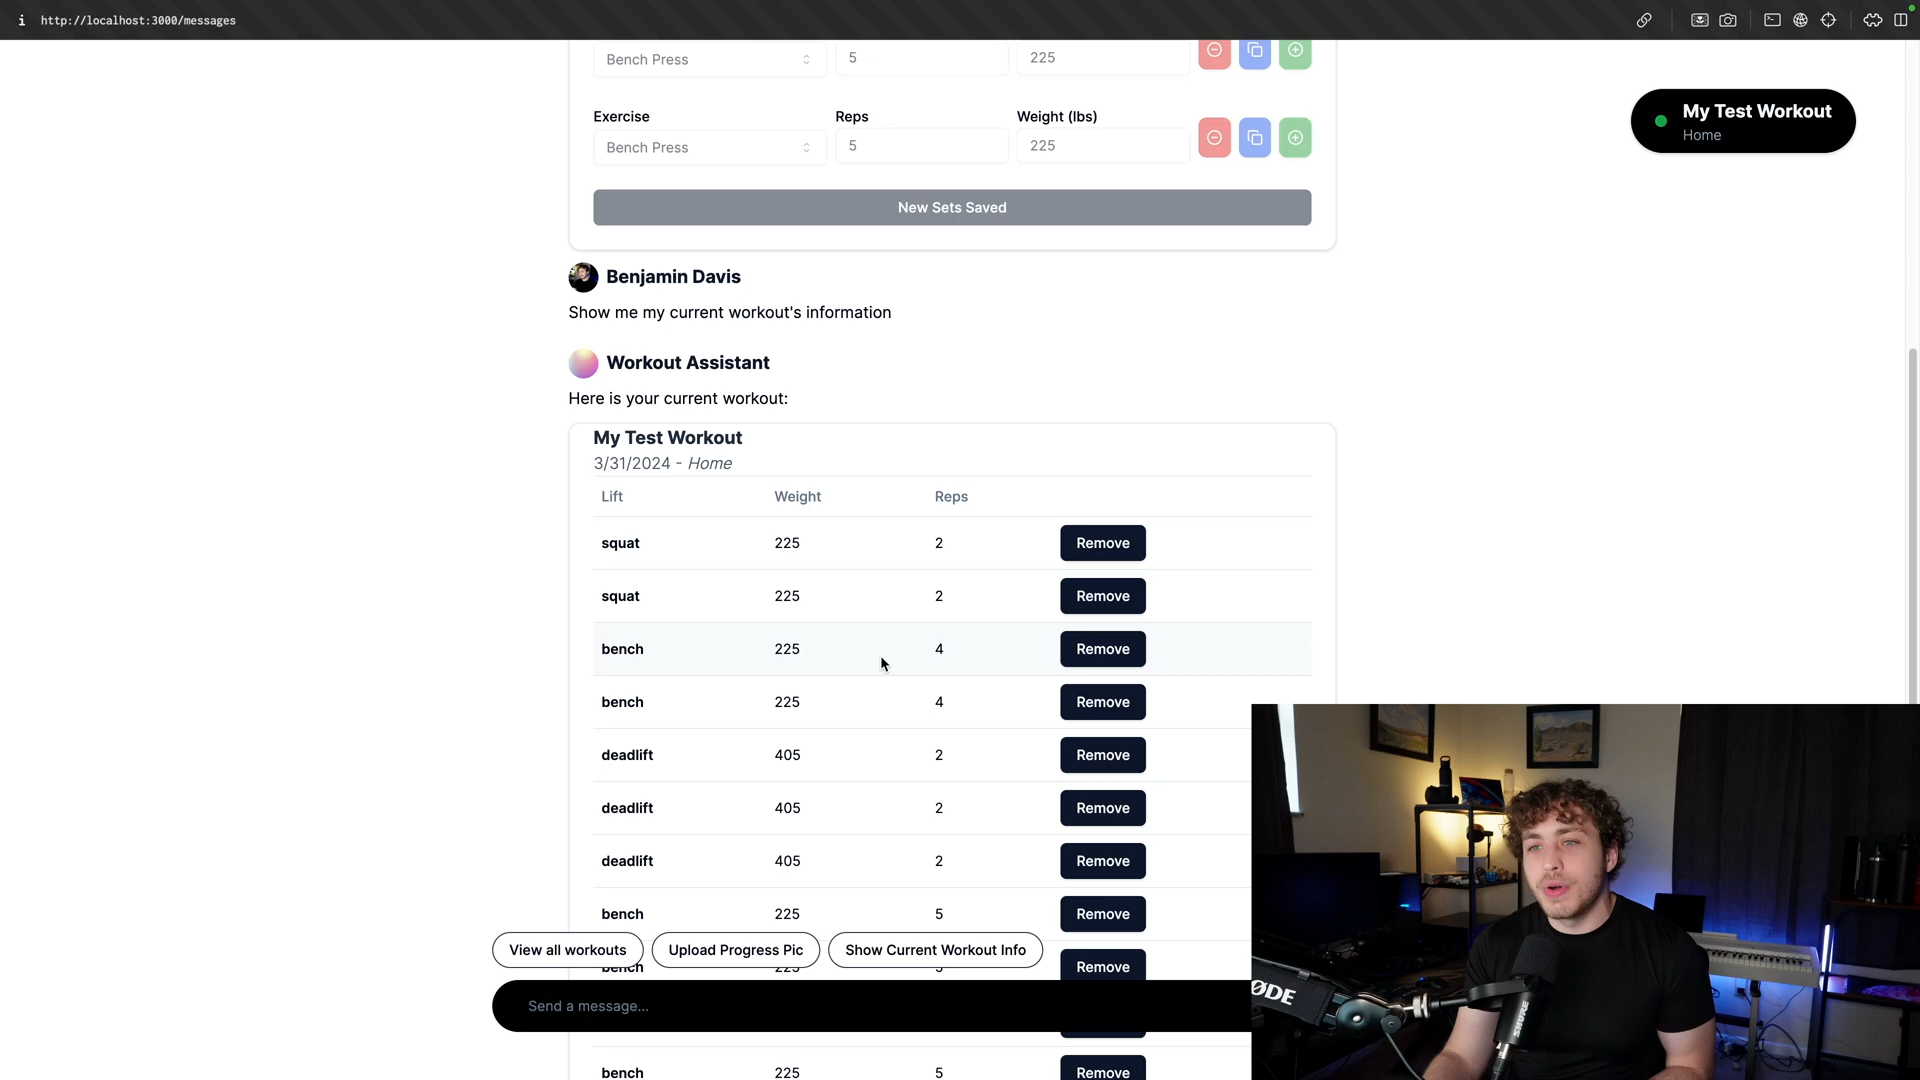 i http://localhost:3000/messages
Bench Press 5 225
My Test Workout
Home
Exercise Reps Weight (lbs)
Bench Press 5 225
New Sets Saved
Benjamin Davis
Show me my current workout's information
Workout Assistant
Here is your current workout:
My Test Workout
3/31/2024 - Home
Lift Weight Reps
squat 225 2 Remove
squat 225 2 Remove
bench 225 4 Remove
bench 225 4 Remove
deadlift 405 2 Remove
deadlift 405 2 Remove
deadlift 405 2 Remove
bench 225 5 Remove
View all workouts Upload Progress Pic Show Current Workout Info
bench 225 5 Remove
Send a message...
bench 225 5 Remove
RØDE
SHURE